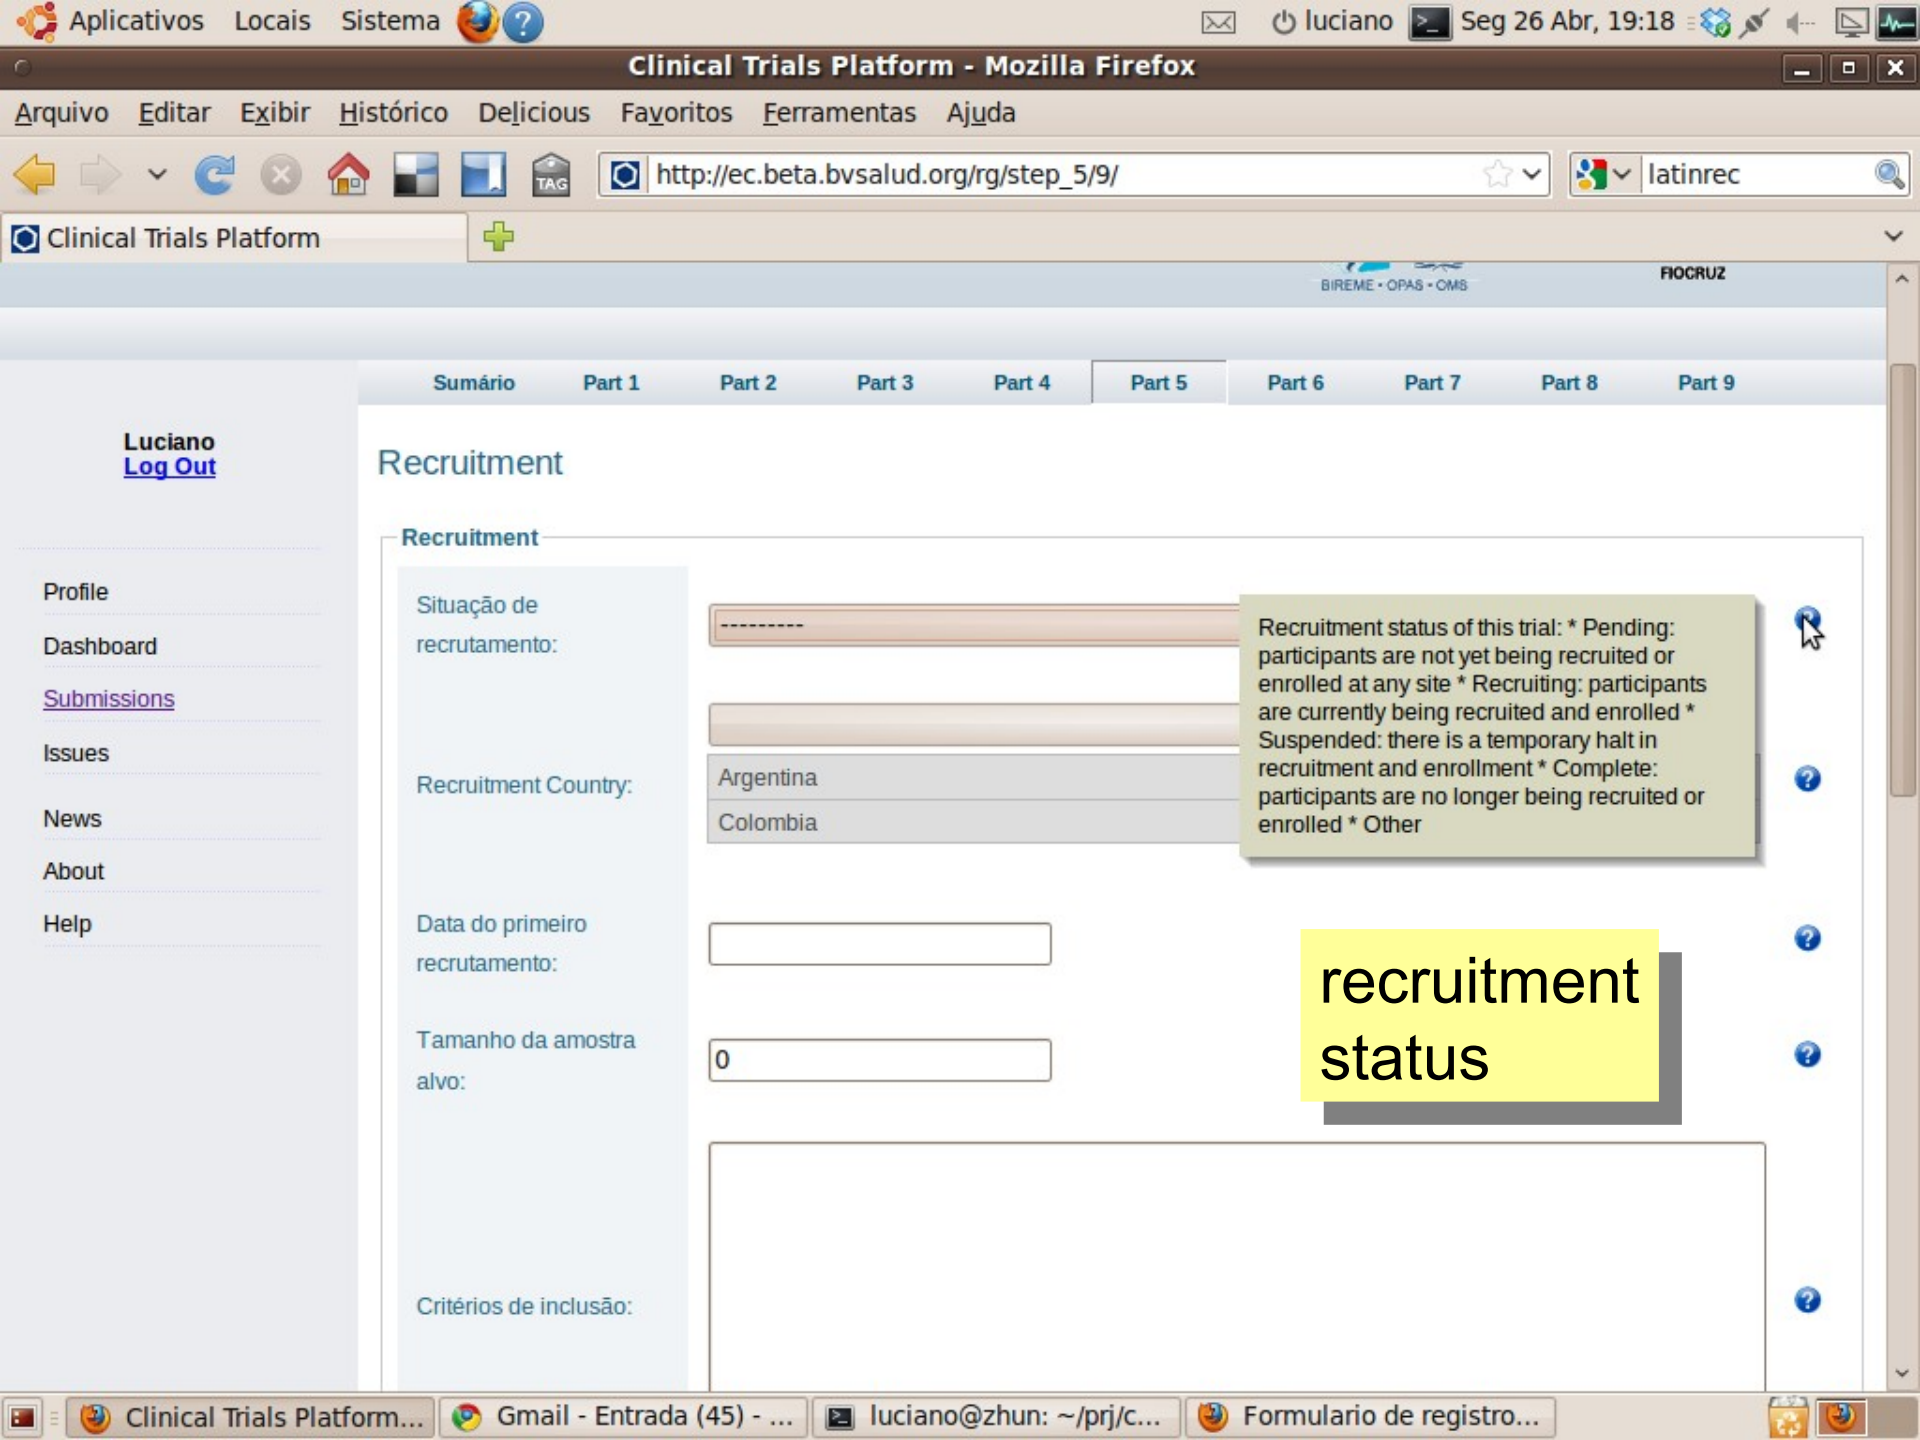 Aplicativos Locais Sistema luciano Seg 26 Abr, 19:18
Clinical Trials Platform - Mozilla Firefox
Arquivo Editar Exibir Histórico Delicious Favoritos Ferramentas Ajuda
TAG http://ec.beta.bvsalud.org/rg/step_5/9/ latinrec
Clinical Trials Platform
BIREME • OPAS • OMS FIOCRUZ
Sumário Part 1 Part 2 Part 3 Part 4 Part 5 Part 6 Part 7 Part 8 Part 9
Luciano
Log Out
Profile
Dashboard
Submissions
Issues
News
About
Help
Recruitment
Recruitment
Situação de
recrutamento:
---------
Recruitment status of this trial: * Pending:
participants are not yet being recruited or
enrolled at any site * Recruiting: participants
are currently being recruited and enrolled *
Suspended: there is a temporary halt in
recruitment and enrollment * Complete:
participants are no longer being recruited or
enrolled * Other
Recruitment Country:
Argentina
Colombia
Data do primeiro
recrutamento:
recruitment
status
Tamanho da amostra
alvo:
0
Critérios de inclusão:
Clinical Trials Platform... Gmail - Entrada (45) - ... luciano@zhun: ~/prj/c... Formulario de registro...